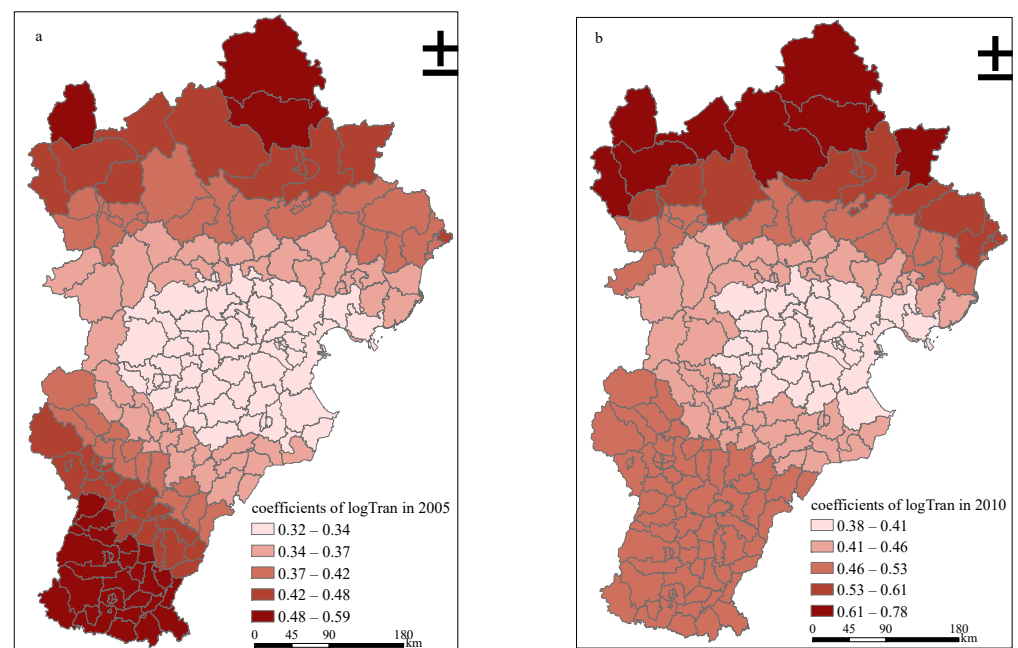 a
coefficients of logTran in 2005
0.32 – 0.34
0.34 – 0.37
0.37 – 0.42
0.42 – 0.48
0.48 – 0.59
0 45 90 180
km
b
coefficients of logTran in 2010
0.38 – 0.41
0.41 – 0.46
0.46 – 0.53
0.53 – 0.61
0.61 – 0.78
0 45 90 180
km